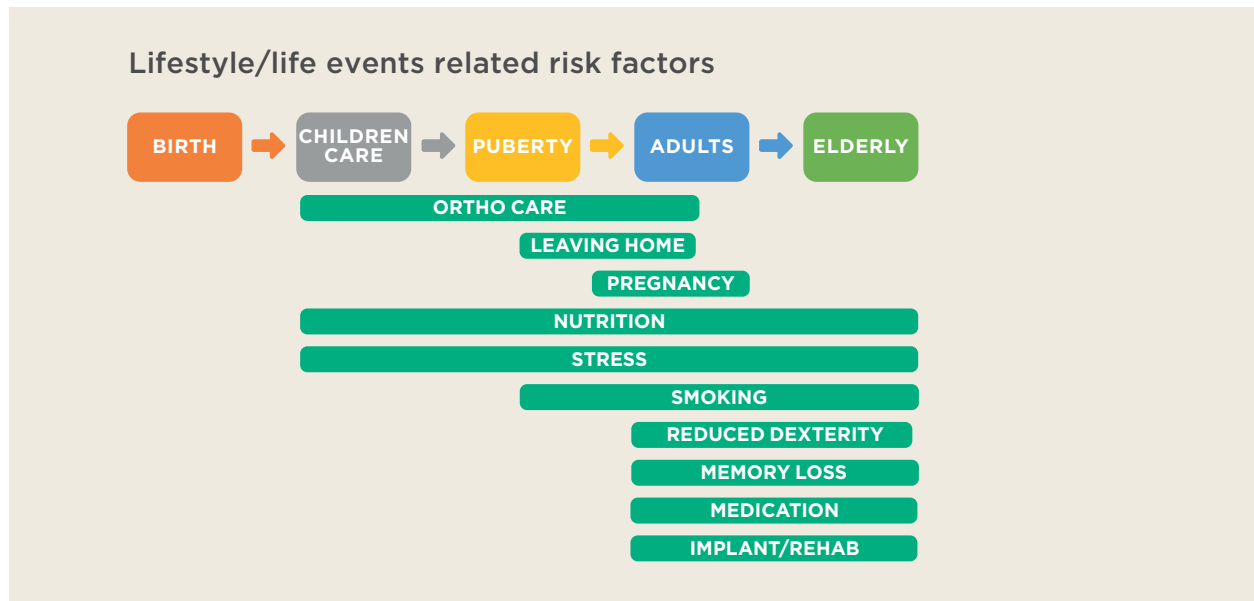 Lifestyle/life events related risk factors
BIRTH
CHILDREN
CARE
PUBERTY
ADULTS
ELDERLY
ORTHO CARE
LEAVING HOME
PREGNANCY
NUTRITION
STRESS
SMOKING
REDUCED DEXTERITY
MEMORY LOSS
MEDICATION
IMPLANT/REHAB